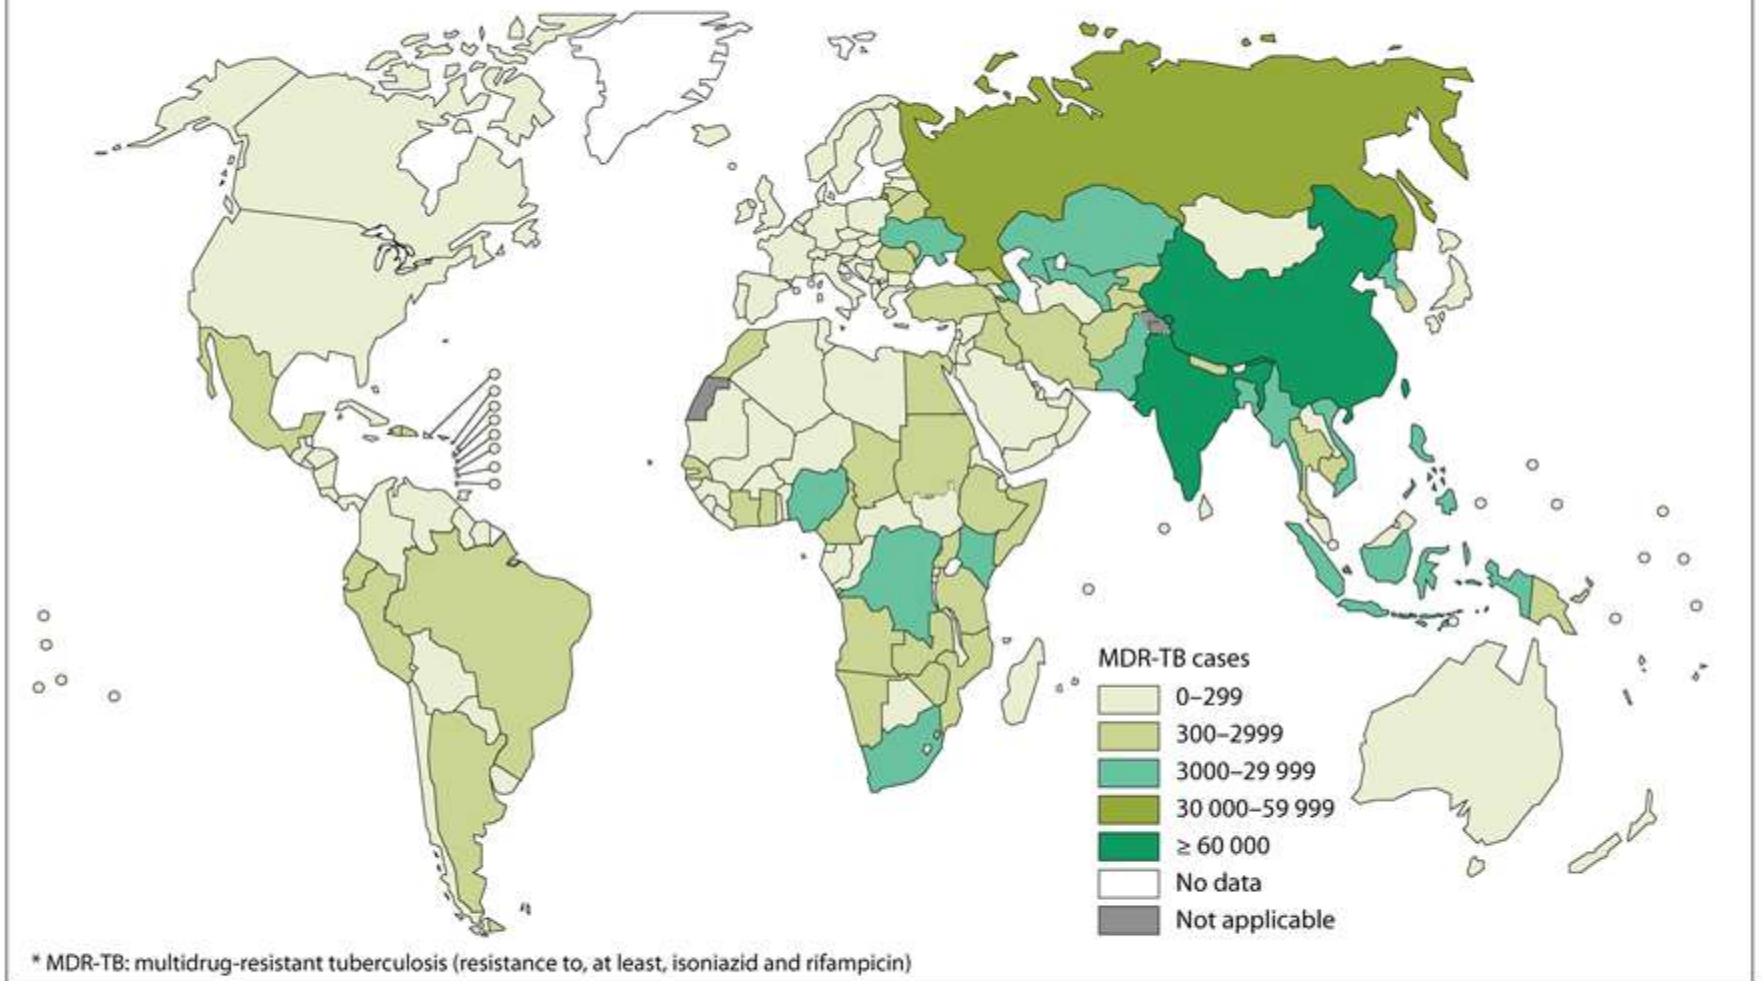 MDR-TB cases
0–299
300–2999
3000–29 999
30 000–59 999
≥ 60 000
No data
Not applicable
* MDR-TB: multidrug-resistant tuberculosis (resistance to, at least, isoniazid and rifampicin)